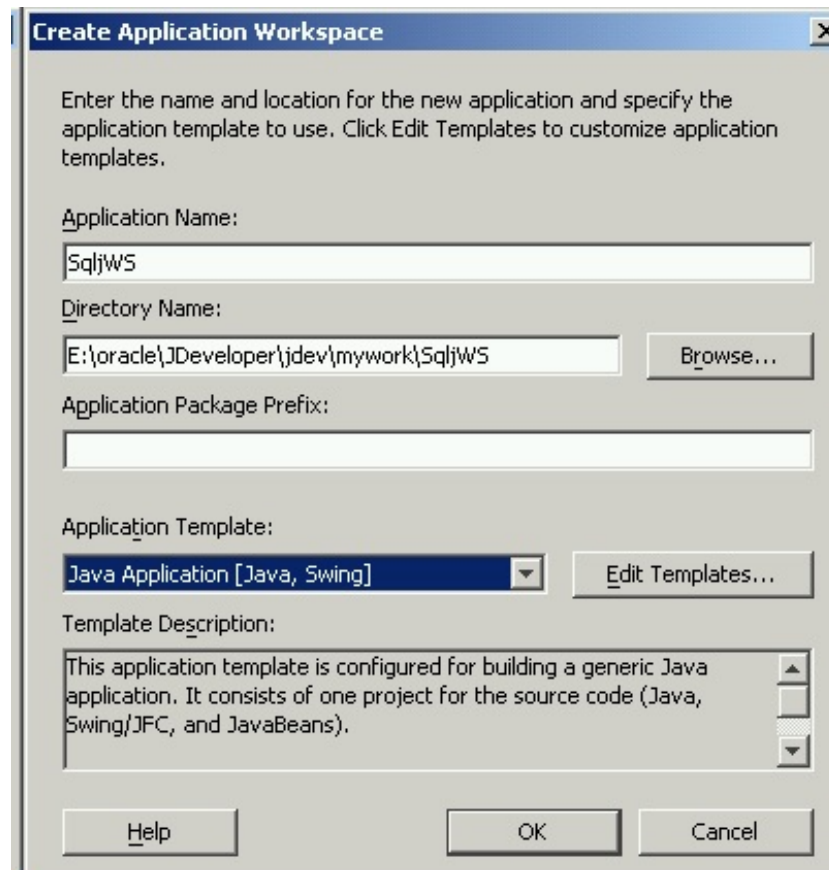 Create Application Workspace
Enter the name and location for the new application and specify the
application template to use. Click Edit Templates to customize application
templates.
Application Name:
SqljWS
Directory Name:
E:\oracle\JDeveloper\jdev\mywork\SqljWS
Browse...
Application Package Prefix:
Application Template:
Java Application [Java, Swing]
Edit Templates...
Template Description:
This application template is configured for building a generic Java
application. It consists of one project for the source code (Java,
Swing/JFC, and JavaBeans).
Help
OK
Cancel